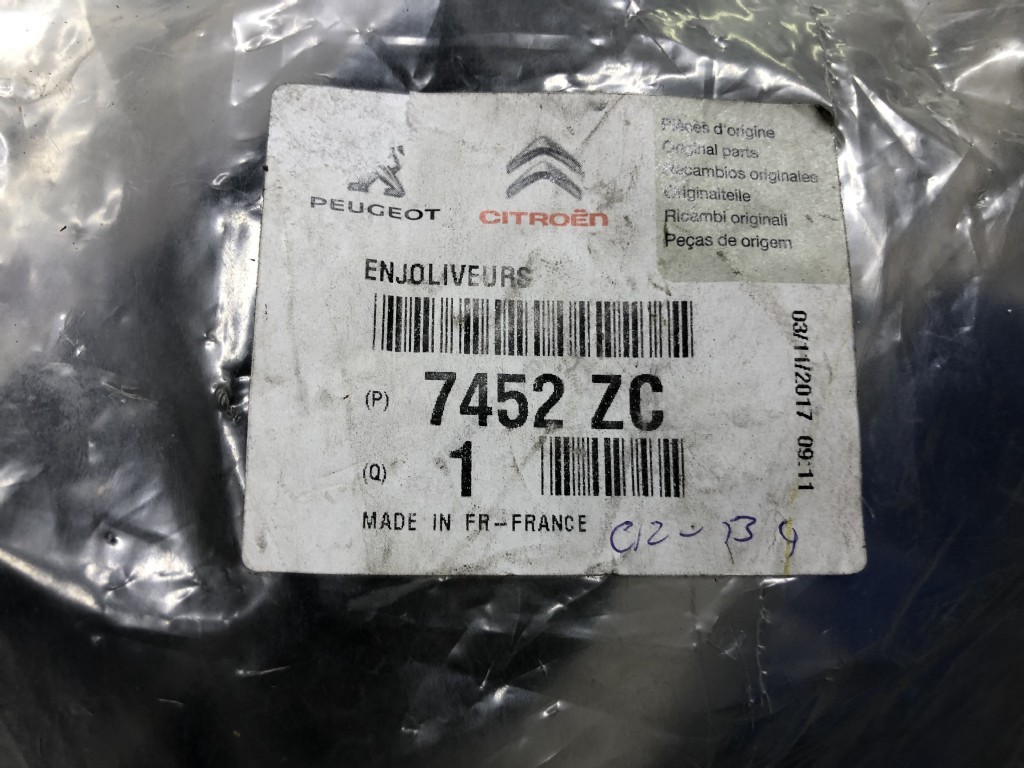 PEUGEOT
CITROËN
Pièces d'origine
Original parts
Recambios originales
Originalteile
Ricambi originali
Peças de origem
ENJOLIVEURS
(P) 7452 ZC
(Q) 1
MADE IN FR-FRANCE
03/11/2017 09:11